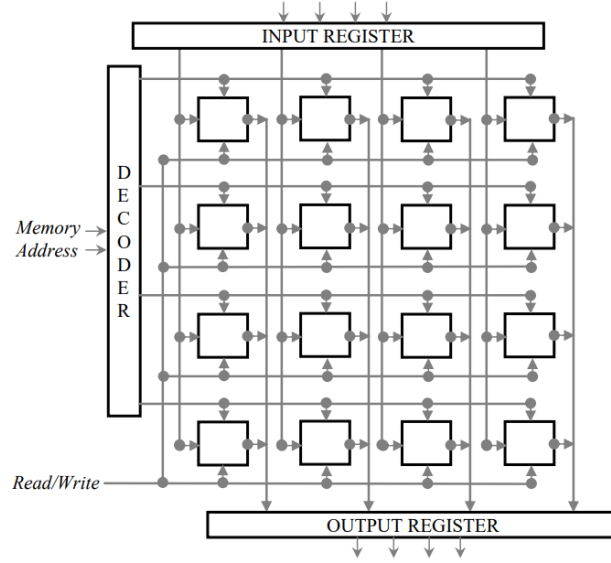 INPUT REGISTER
D
E
C
O
D
E
R
Memory
Address
Read/Write
OUTPUT REGISTER